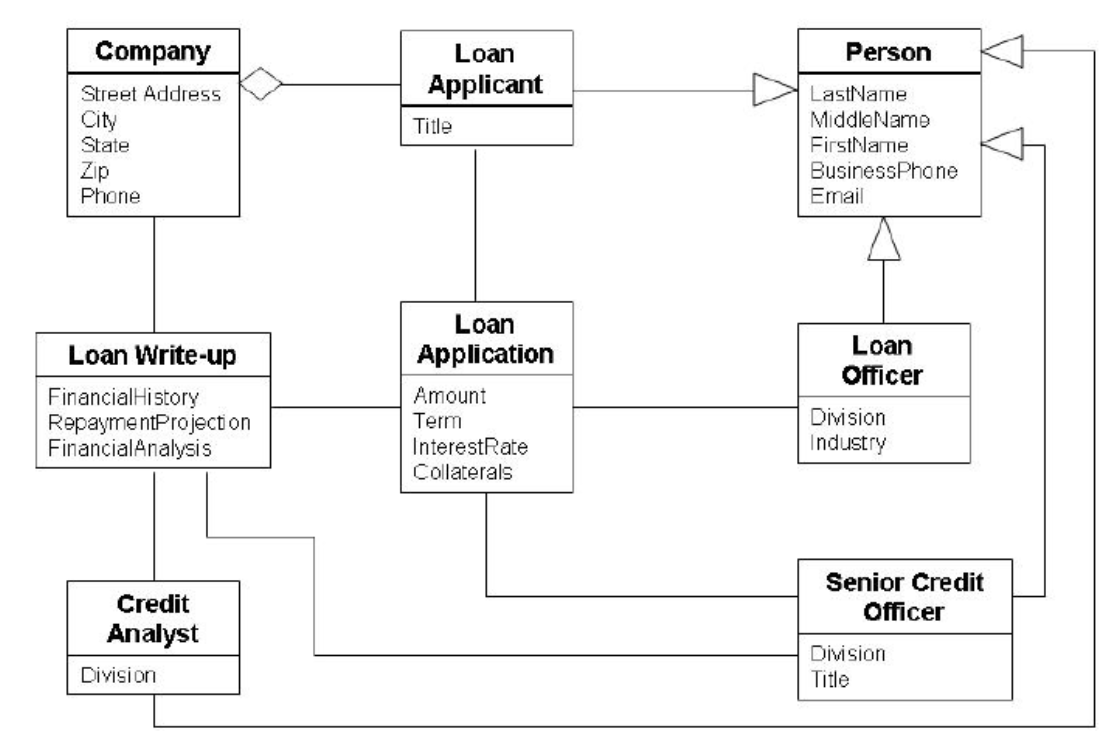 Company
Street Address
City
State
Zip
Phone
Loan
Applicant
Title
Person
LastName
MiddleName
FirstName
BusinessPhone
Email
Loan Write-up
FinancialHistory
RepaymentProjection
FinancialAnalysis
Loan
Application
Amount
Term
InterestRate
Collaterals
Loan
Officer
Division
Industry
Credit
Analyst
Division
Senior Credit
Officer
Division
Title